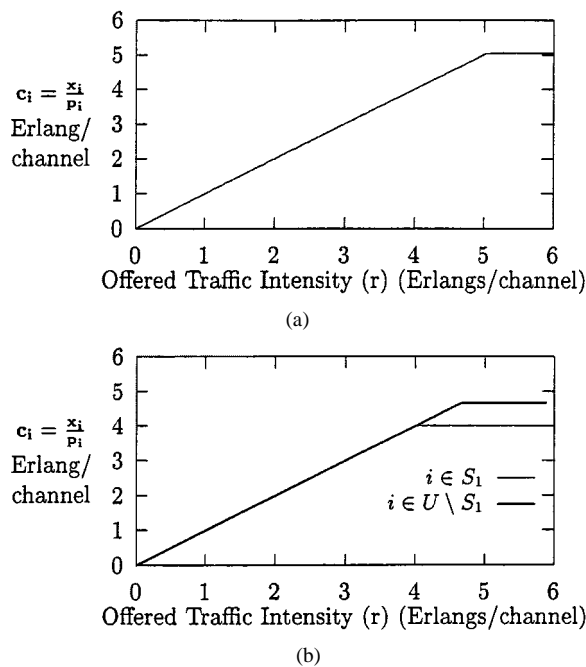 6
5
c_i = x_i/p_i 4
Erlang/ 3
channel 2
1
0
0 1 2 3 4 5 6
Offered Traffic Intensity (r) (Erlangs/channel)
(a)
6
5
c_i = x_i/p_i 4
Erlang/ 3
channel 2
i ∈ S_1
i ∈ U \ S_1
1
0
0 1 2 3 4 5 6
Offered Traffic Intensity (r) (Erlangs/channel)
(b)